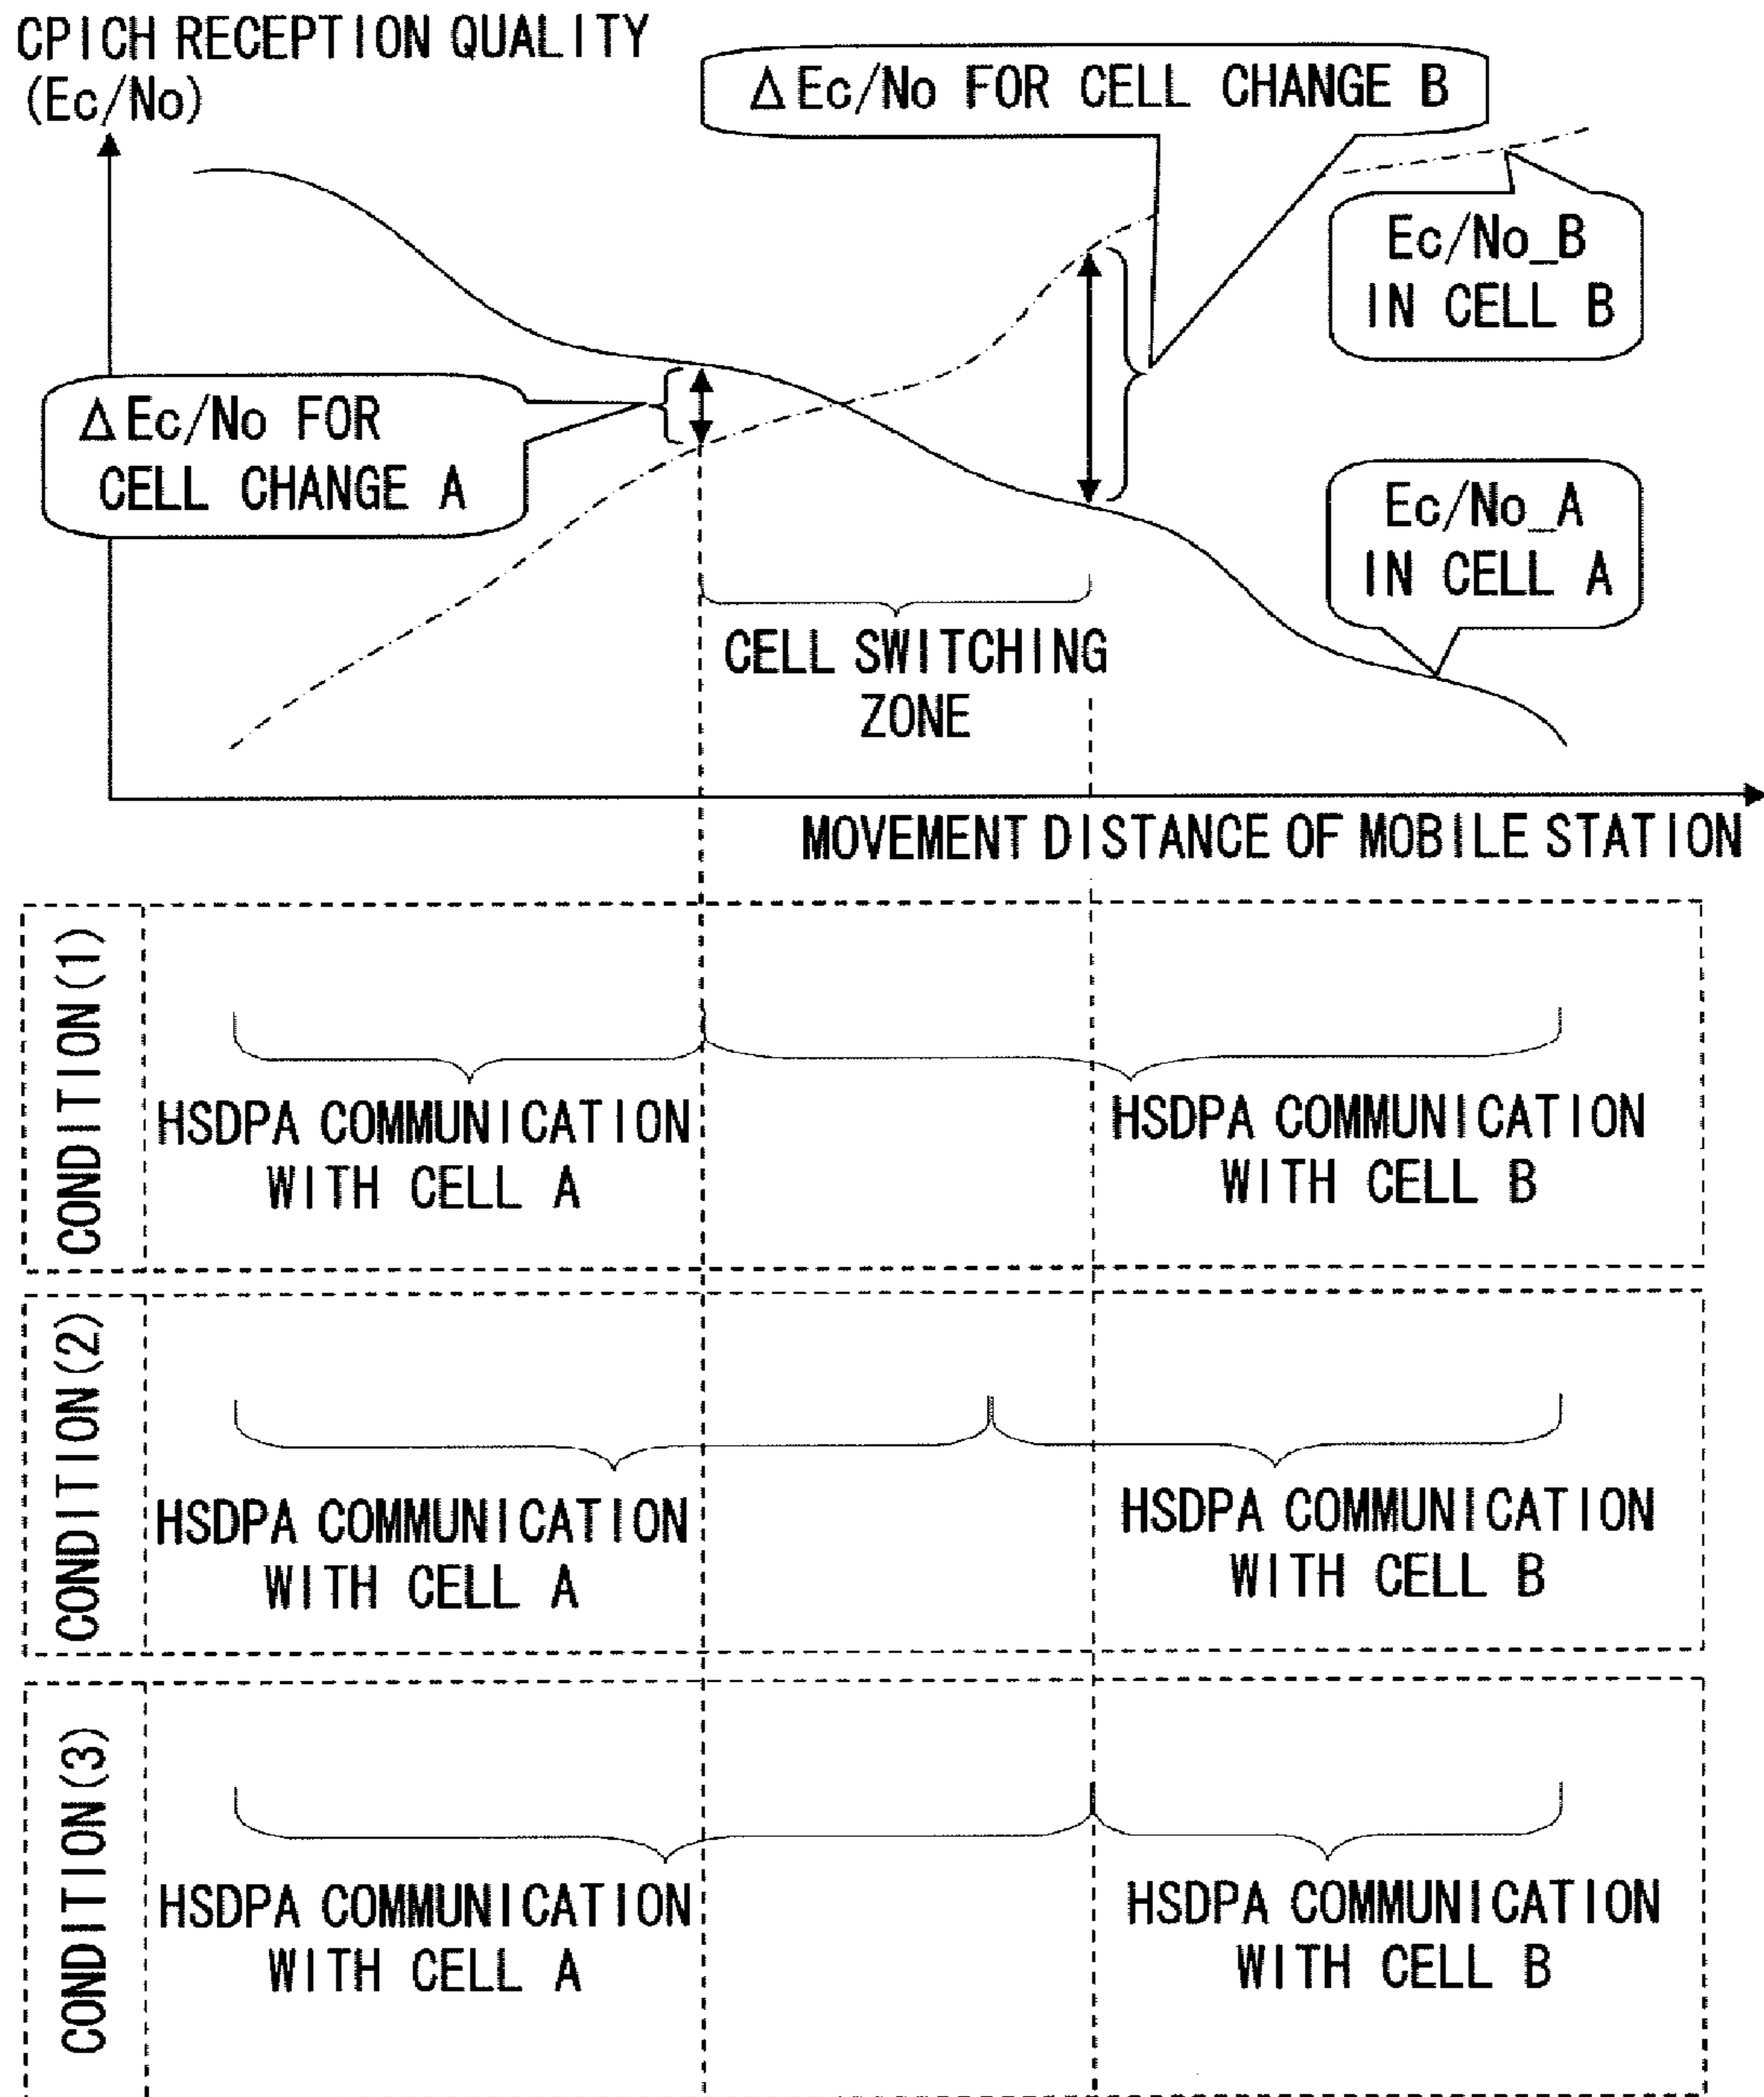 CPICH RECEPTION QUALITY
(Ec/No)
ΔEc/No FOR CELL CHANGE B
Ec/No_B
IN CELL B
ΔEc/No FOR
CELL CHANGE A
Ec/No_A
IN CELL A
CELL SWITCHING
ZONE
MOVEMENT DISTANCE OF MOBILE STATION
CONDITION(1)
HSDPA COMMUNICATION
WITH CELL A
HSDPA COMMUNICATION
WITH CELL B
CONDITION(2)
HSDPA COMMUNICATION
WITH CELL A
HSDPA COMMUNICATION
WITH CELL B
CONDITION(3)
HSDPA COMMUNICATION
WITH CELL A
HSDPA COMMUNICATION
WITH CELL B